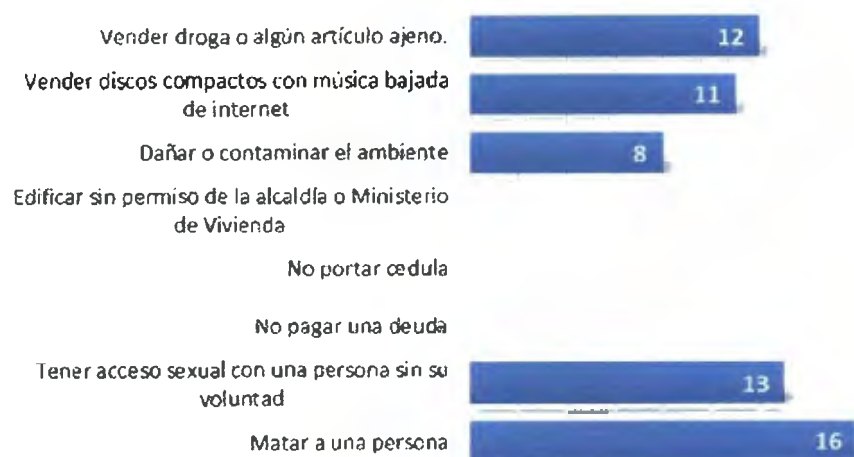 Vender droga o algún artículo ajeno.
12
Vender discos compactos con música bajada
de internet
11
Dañar o contaminar el ambiente
8
Edificar sin permiso de la alcaldía o Ministerio
de Vivienda
No portar cedula
No pagar una deuda
Tener acceso sexual con una persona sin su
voluntad
13
Matar a una persona
16